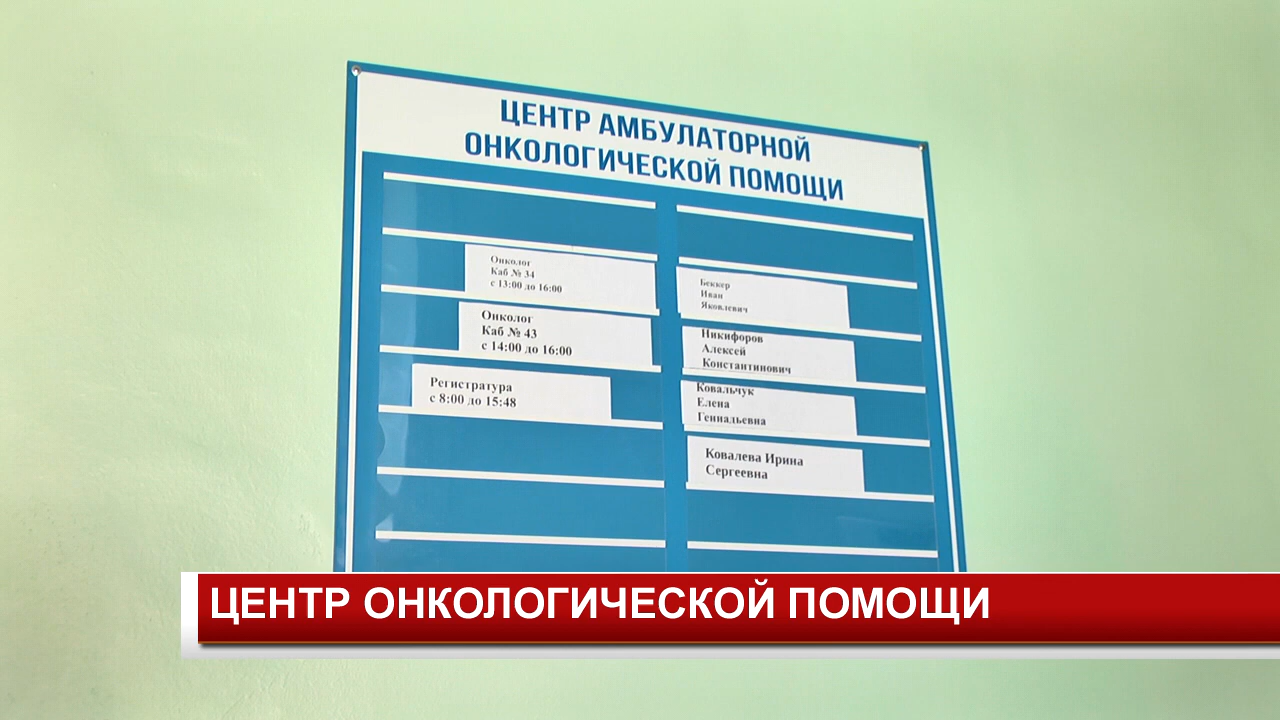 ЦЕНТР АМБУЛАТОРНОЙ
ОНКОЛОГИЧЕСКОЙ ПОМОЩИ
Онколог
Каб № 34
с 13:00 до 16:00
Беккер
Иван
Яковлевич
Онколог
Каб № 43
с 14:00 до 16:00
Никифоров
Алексей
Константинович
Регистратура
с 8:00 до 15:48
Ковальчук
Елена
Геннадьевна
Ковалева Ирина
Сергеевна
ЦЕНТР ОНКОЛОГИЧЕСКОЙ ПОМОЩИ